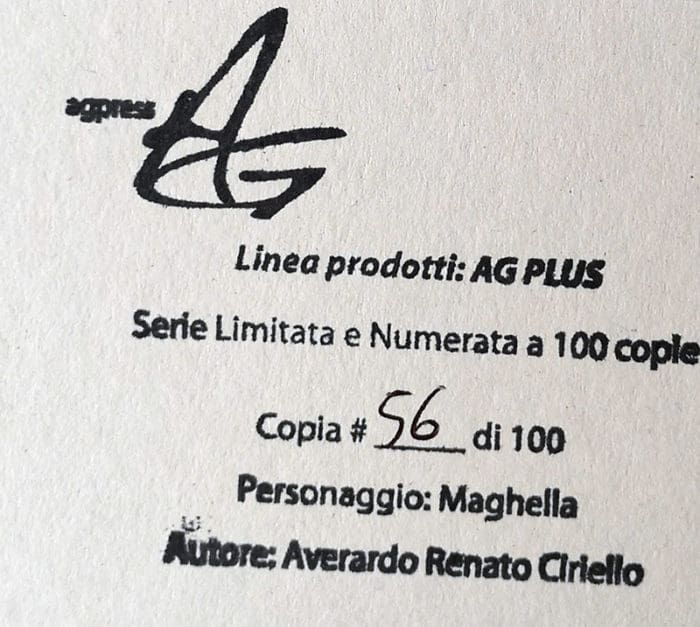 agpress
AG
Linea prodotti: AG PLUS
Serie Limitata e Numerata a 100 copie
Copia # 56 di 100
Personaggio: Maghella
Autore: Averardo Renato Ciriello